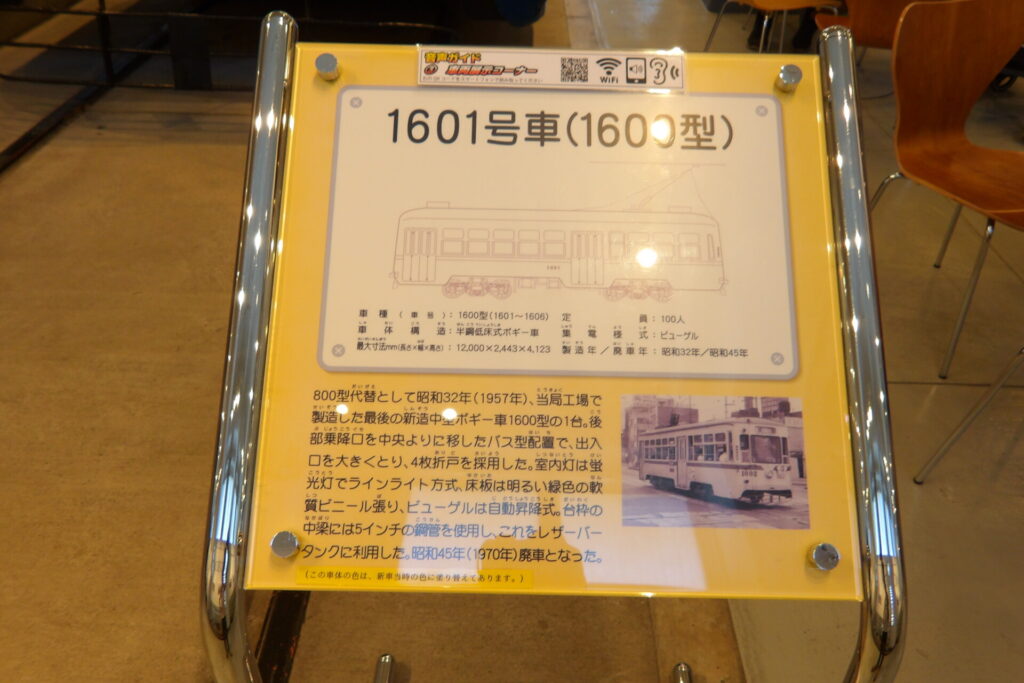 音声ガイド
車両展示コーナー
WiFi
1601号車(1600型)
1601
車種(車号):1600型(1601〜1606)
定員:100人
車体構造:半鋼低床式ボギー車
集電様式:ビューゲル
最大寸法mm(長さ×幅×高さ):12,000×2,443×4,123
製造年/廃車年:昭和32年/昭和45年
800型代替として昭和32年(1957年)、当局工場で
製造した最後の新造中型ボギー車1600型の1台。後
部乗降口を中央よりに移したバス型配置で、出入
口を大きくとり、4枚折戸を採用した。室内灯は蛍
光灯でラインライト方式、床板は明るい緑色の軟
質ビニール張り、ビューゲルは自動昇降式。台枠の
中梁には5インチの鋼管を使用し、これをレザーバー
タンクに利用した。昭和45年(1970年)廃車となった。
(この車体の色は、新車当時の色に塗り替えてあります。)